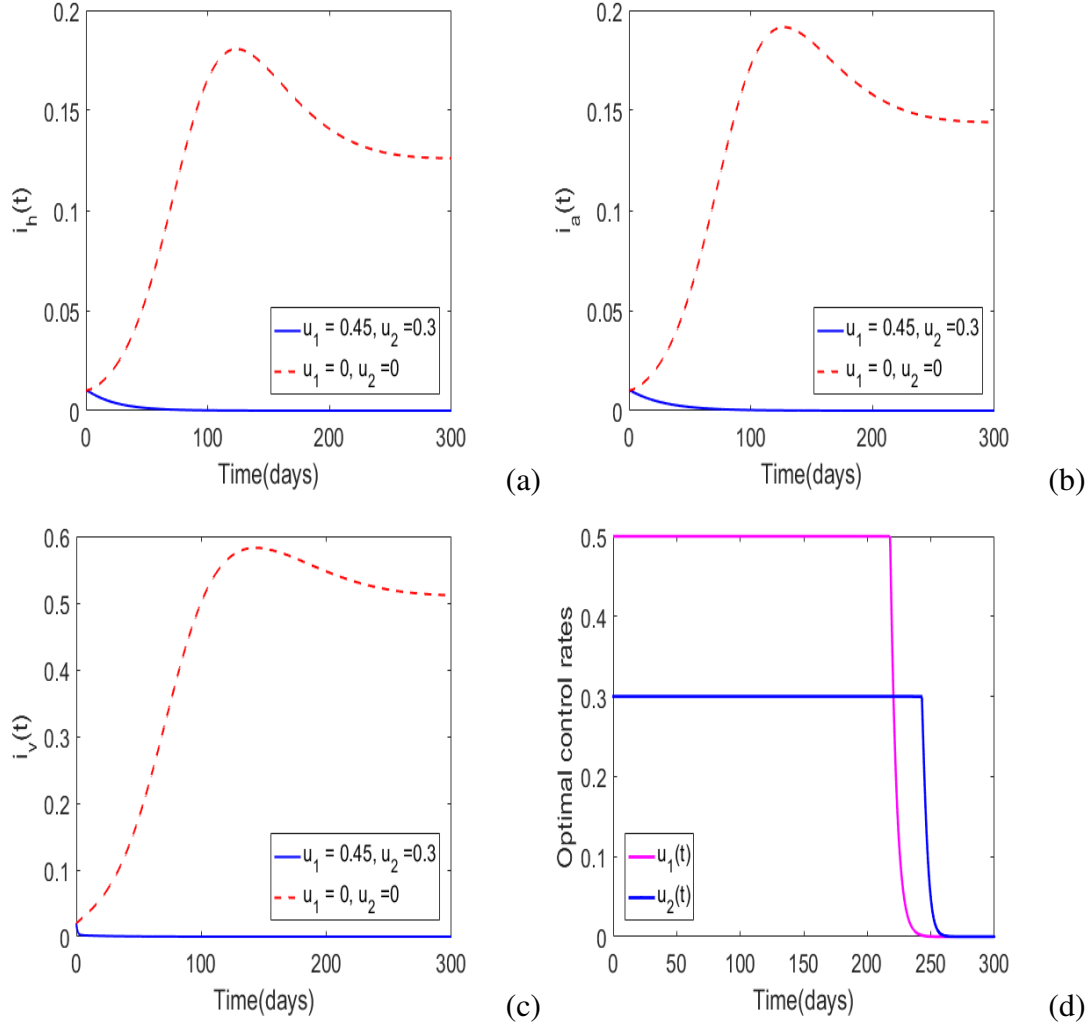 0.2
0.15
0.1
0.05
0
i_h(t)
u_1 = 0.45, u_2 =0.3
u_1 = 0, u_2 =0
0 100 200 300
Time(days)
(a)
0.2
0.15
0.1
0.05
0
i_a(t)
u_1 = 0.45, u_2 =0.3
u_1 = 0, u_2 =0
0 100 200 300
Time(days)
(b)
0.6
0.5
0.4
0.3
0.2
0.1
0
i_v(t)
u_1 = 0.45, u_2 =0.3
u_1 = 0, u_2 =0
0 100 200 300
Time(days)
(c)
0.5
0.4
0.3
0.2
0.1
0
Optimal control rates
u_1(t)
u_2(t)
0 50 100 150 200 250 300
Time(days)
(d)